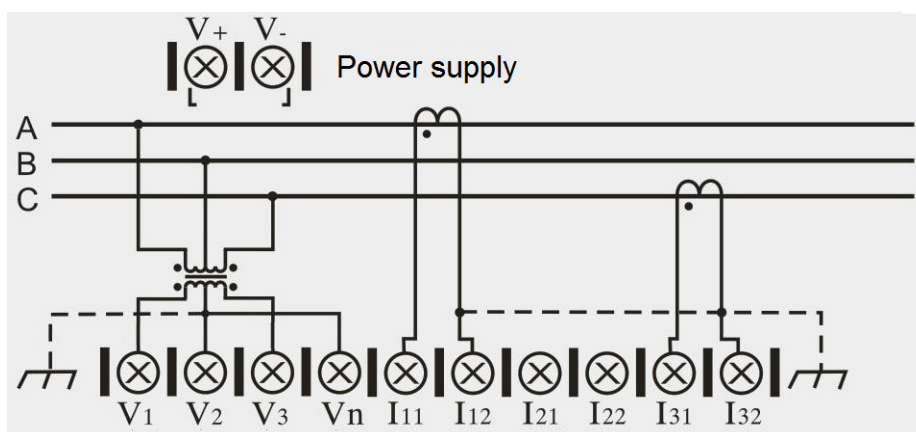 V+ V-
Power supply
A
B
C
V1 V2 V3 Vn I11 I12 I21 I22 I31 I32